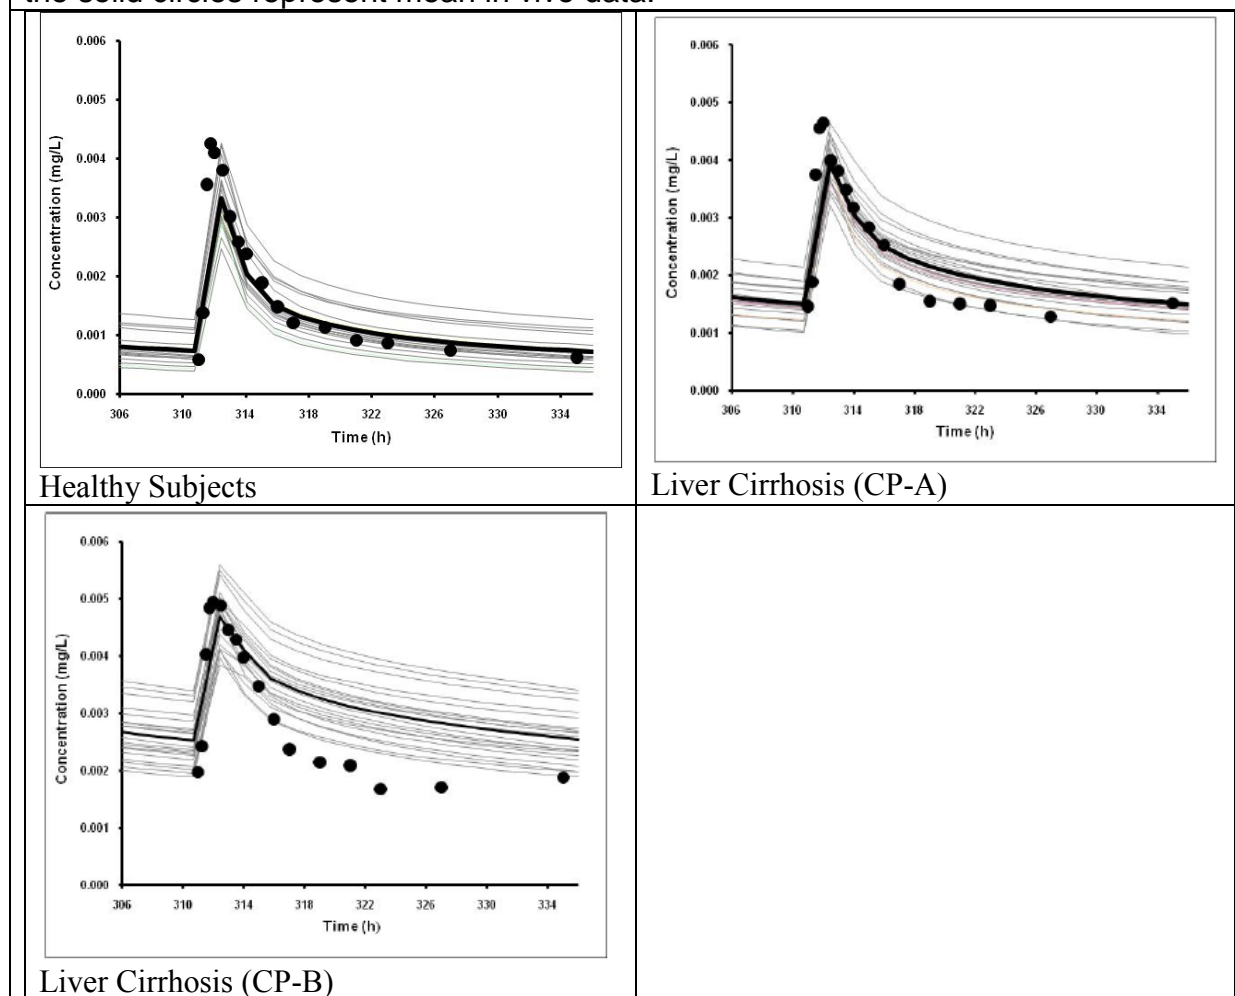 the solid circles represent mean in vivo data.
0.006
0.005
0.004
0.003
0.002
0.001
0.000
Concentration (mg/L)
306 310 314 318 322 326 330 334
Time (h)
Healthy Subjects
0.006
0.005
0.004
0.003
0.002
0.001
0.000
Concentration (mg/L)
306 310 314 318 322 326 330 334
Time (h)
Liver Cirrhosis (CP-A)
0.006
0.005
0.004
0.003
0.002
0.001
0.000
Concentration (mg/L)
306 310 314 318 322 326 330 334
Time (h)
Liver Cirrhosis (CP-B)